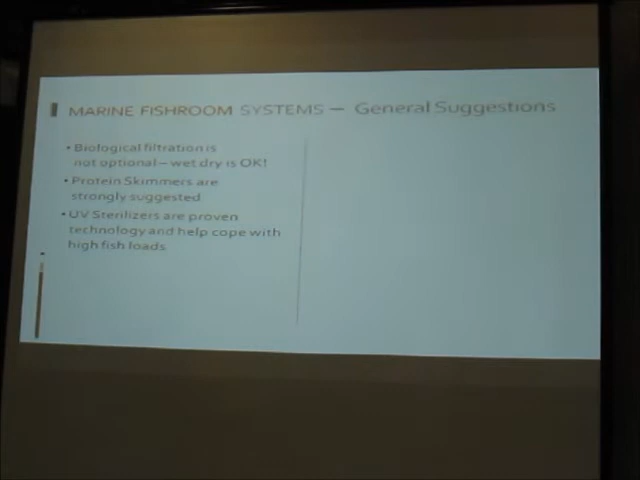 MARINE FISHROOM SYSTEMS – General Suggestions
• Biological filtration is
not optional – wet dry is OK!
• Protein Skimmers are
strongly suggested
• UV Sterilizers are proven
technology and help cope with
high fish loads